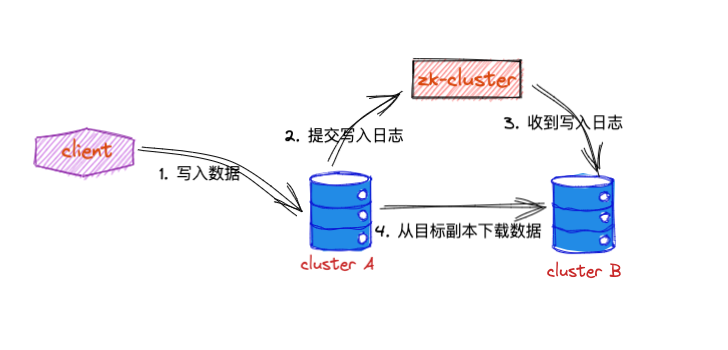 zk-cluster
2. 提交写入日志
3. 收到写入日志
client
1. 写入数据
4. 从目标副本下载数据
cluster A
cluster B